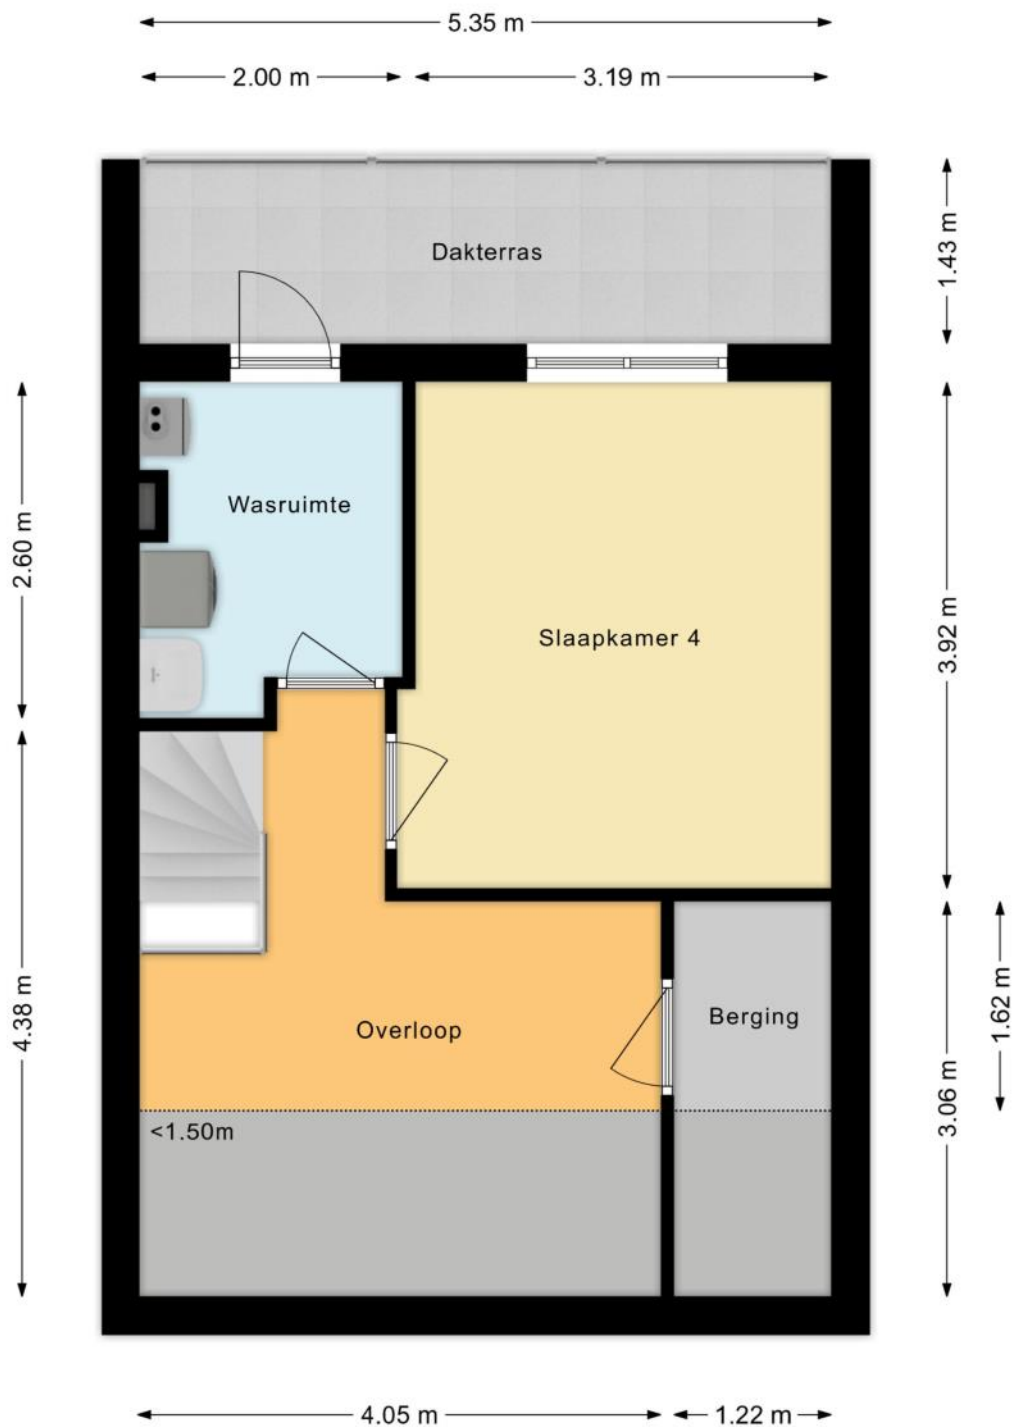 5.35 m
2.00 m
3.19 m
Dakterras
1.43 m
Wasruimte
2.60 m
Slaapkamer 4
3.92 m
Overloop
Berging
4.38 m
1.62 m
3.06 m
<1.50m
4.05 m
1.22 m